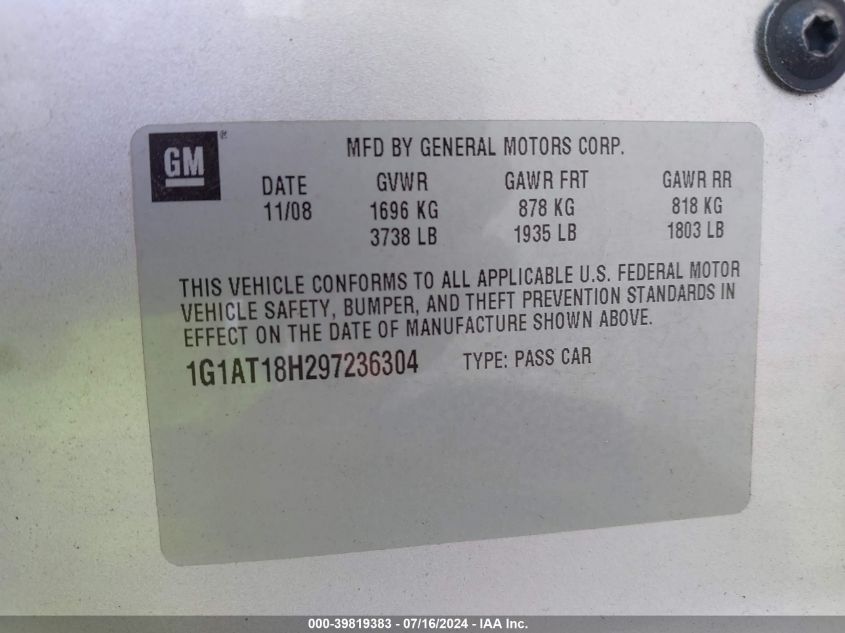 GM ®
MFD BY GENERAL MOTORS CORP.
DATE GVWR GAWR FRT GAWR RR
11/08 1696 KG 878 KG 818 KG
3738 LB 1935 LB 1803 LB
THIS VEHICLE CONFORMS TO ALL APPLICABLE U.S. FEDERAL MOTOR
VEHICLE SAFETY, BUMPER, AND THEFT PREVENTION STANDARDS IN
EFFECT ON THE DATE OF MANUFACTURE SHOWN ABOVE.
1G1AT18H297236304 TYPE: PASS CAR
000-39819383 - 07/16/2024 - IAA Inc.